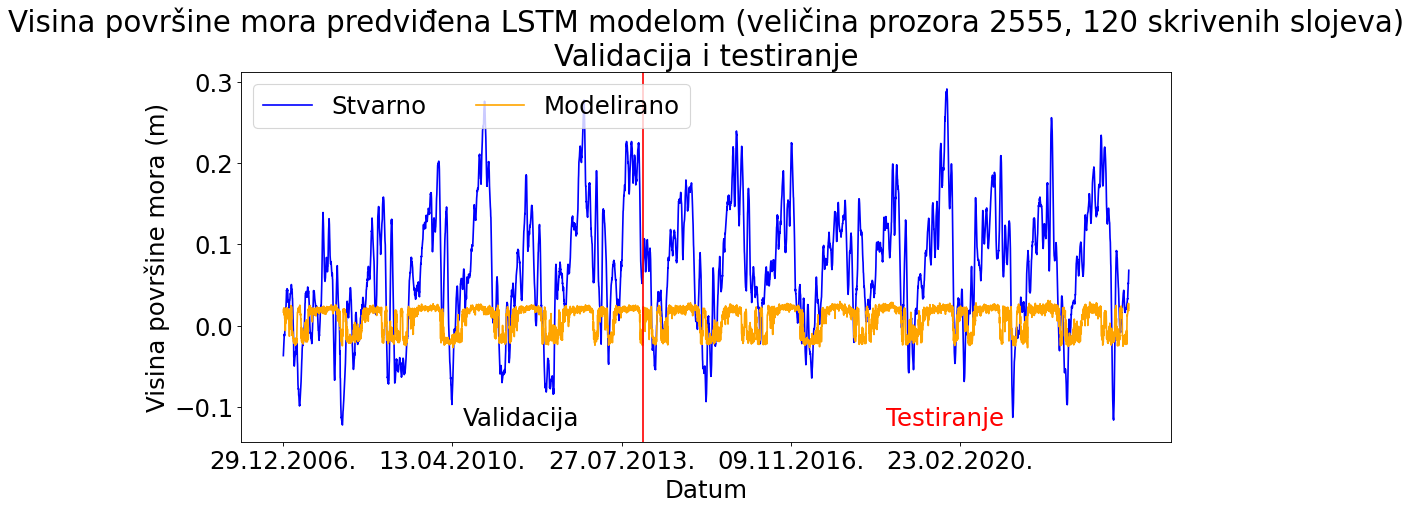 Visina površine mora predviđena LSTM modelom (veličina prozora 2555, 120 skrivenih slojeva)
Validacija i testiranje
Stvarno
Modelirano
Visina površine mora (m)
0.3
0.2
0.1
0.0
−0.1
Validacija
Testiranje
29.12.2006.
13.04.2010.
27.07.2013.
09.11.2016.
23.02.2020.
Datum